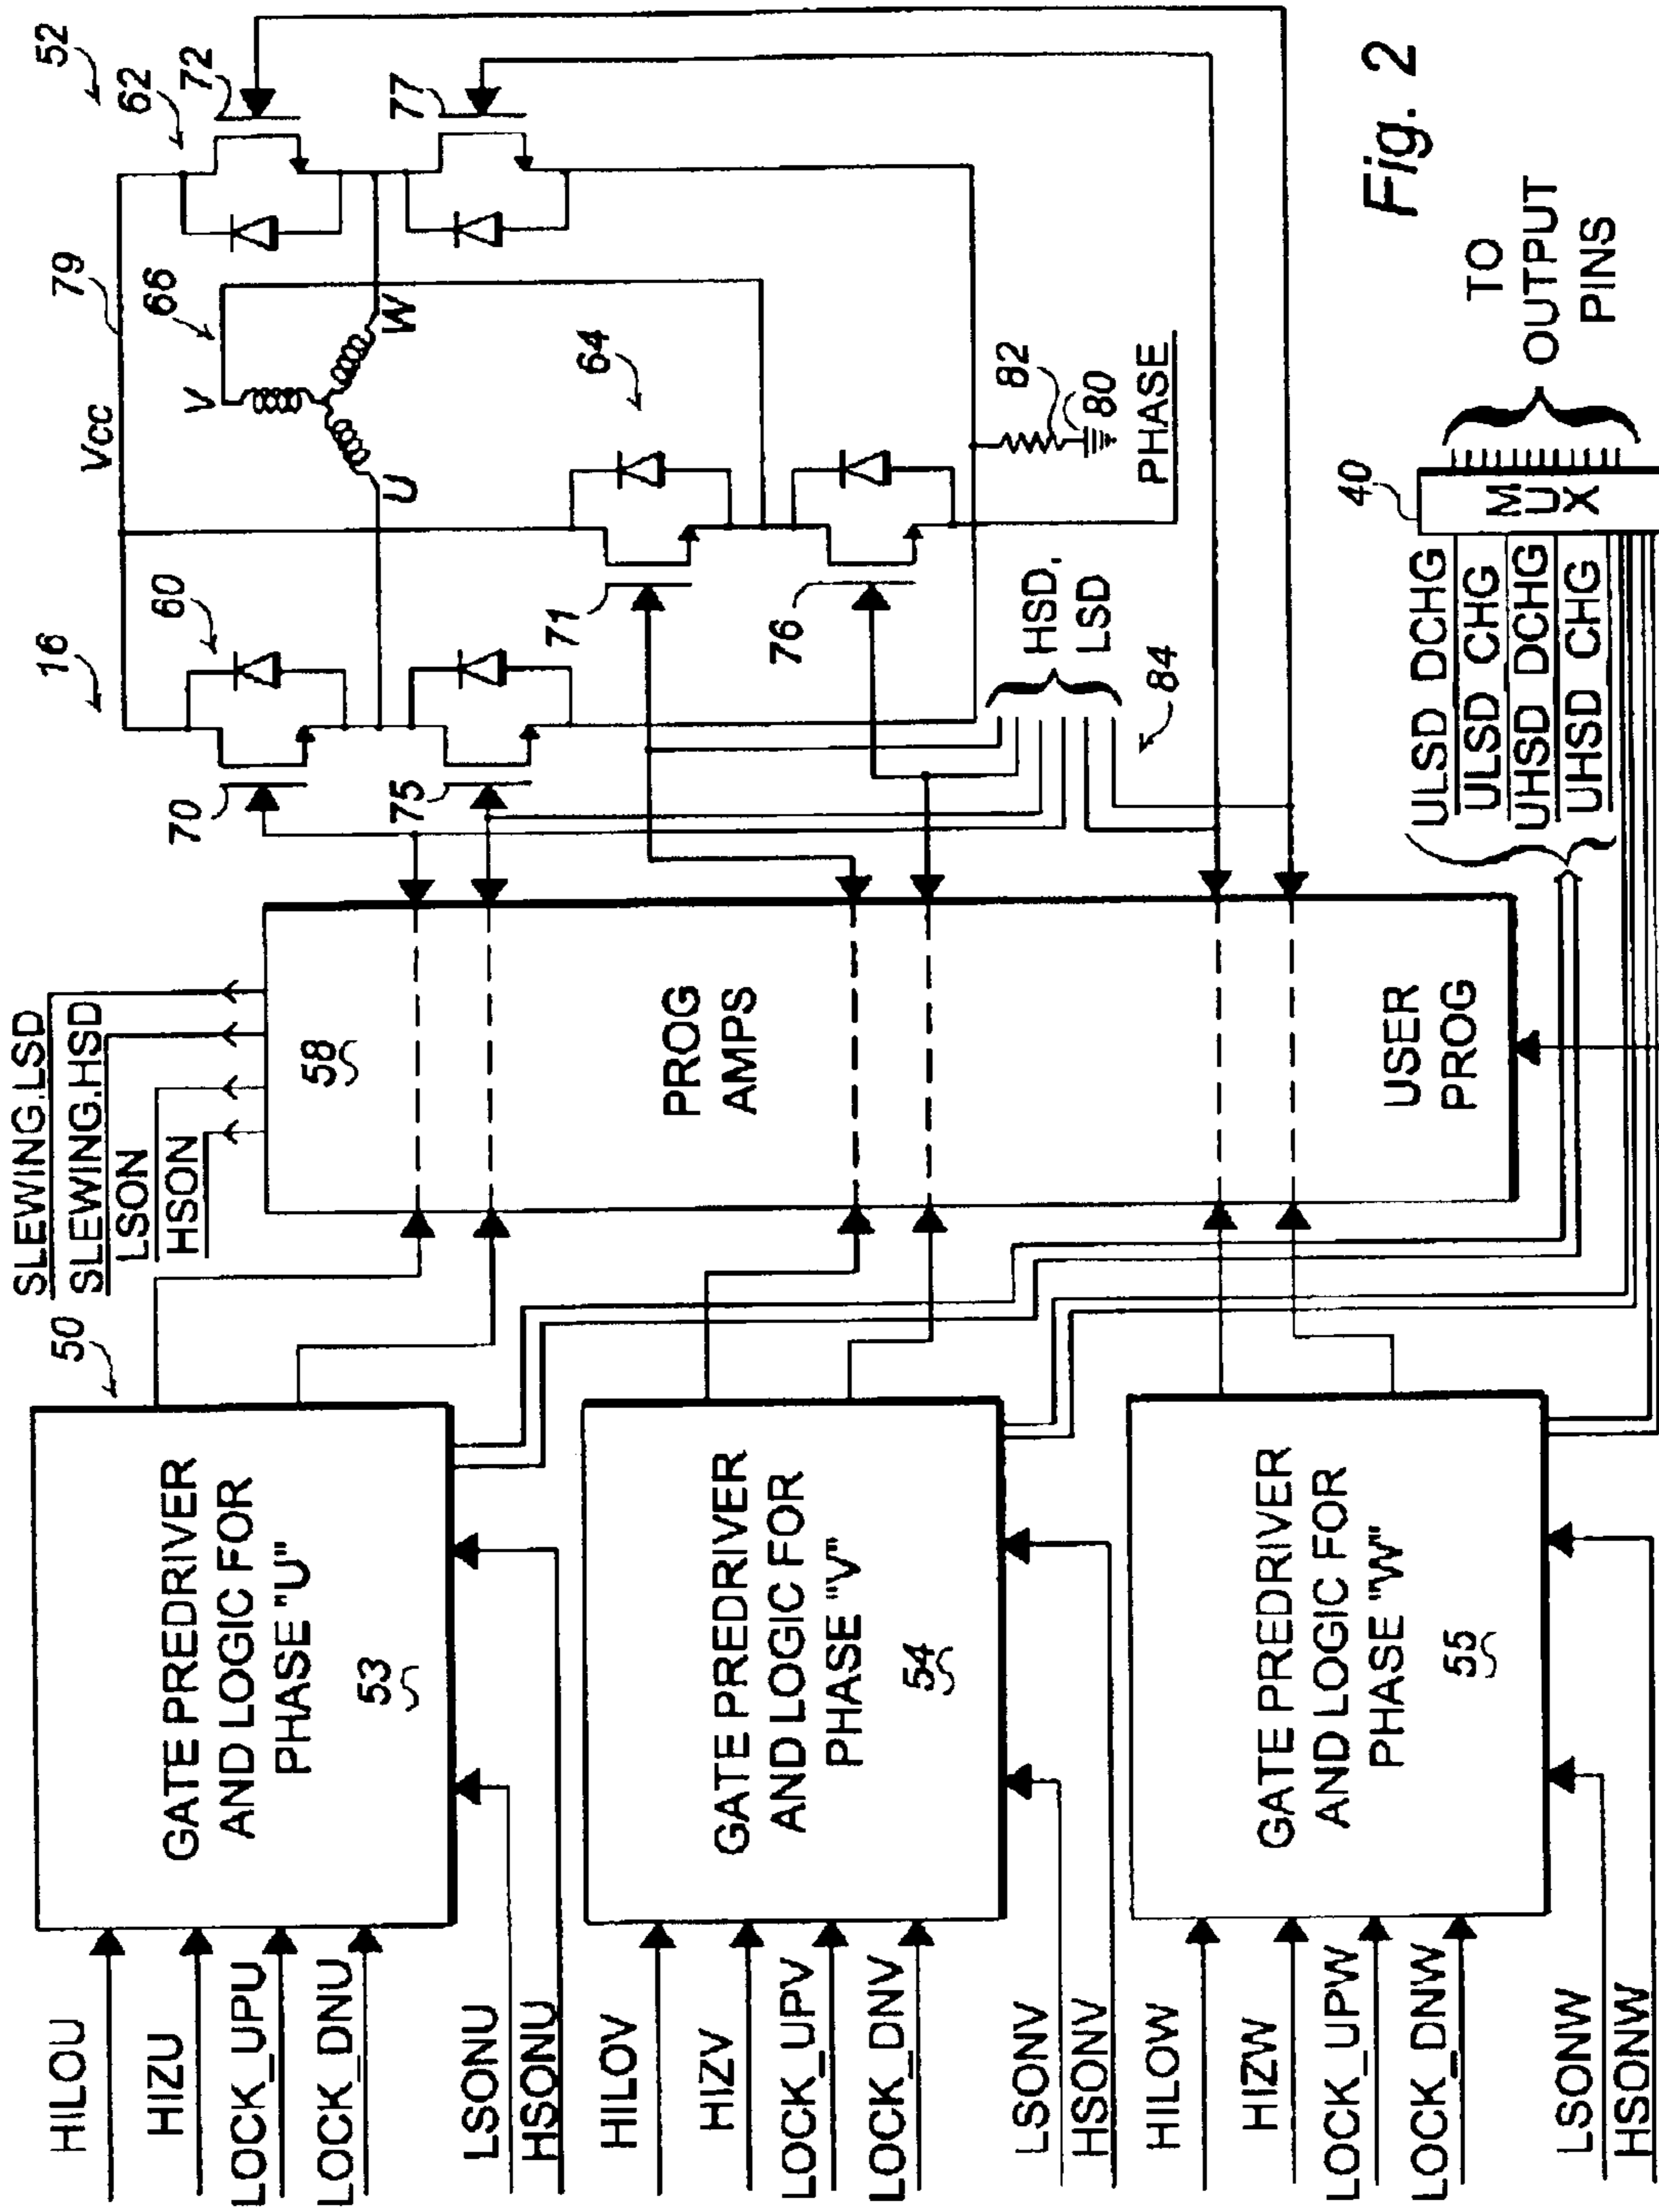 HILOU
HIZU
LOCK_UPU
LOCK_DNU
LSONU
HSONU
HILOV
HIZV
LOCK_UPV
LOCK_DNV
LSONV
HSONV
HILOW
HIZW
LOCK_UPW
LOCK_DNW
LSONW
HSONW
50
GATE PREDRIVER
AND LOGIC FOR
PHASE "U"
53
GATE PREDRIVER
AND LOGIC FOR
PHASE "V"
54
GATE PREDRIVER
AND LOGIC FOR
PHASE "W"
55
SLEWING.LSD
SLEWING.HSD
LSON
HSON
58
PROG
AMPS
USER
PROG
16
Vcc
79
52
60
70
75
U
V
W
66
62
72
77
71
76
64
82
80
PHASE
HSD,
LSD
84
ULSD DCHG
ULSD CHG
UHSD DCHG
UHSD CHG
40
MUX
TO
OUTPUT
PINS
Fig. 2